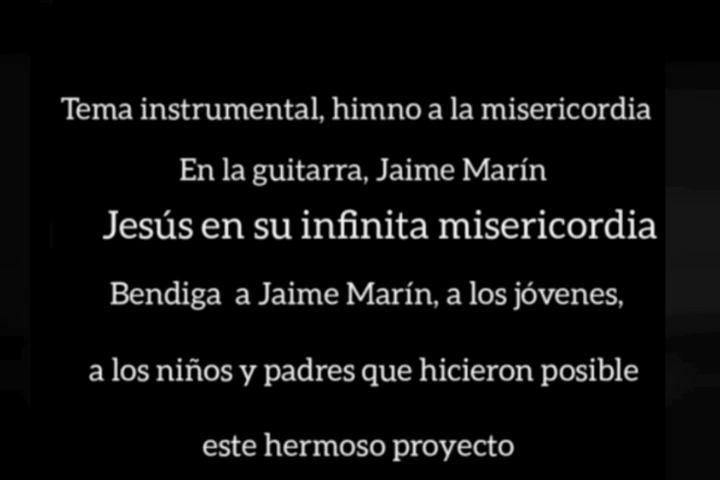 Tema instrumental, himno a la misericordia
En la guitarra, Jaime Marín
Jesús en su infinita misericordia
Bendiga a Jaime Marín, a los jóvenes,
a los niños y padres que hicieron posible
este hermoso proyecto